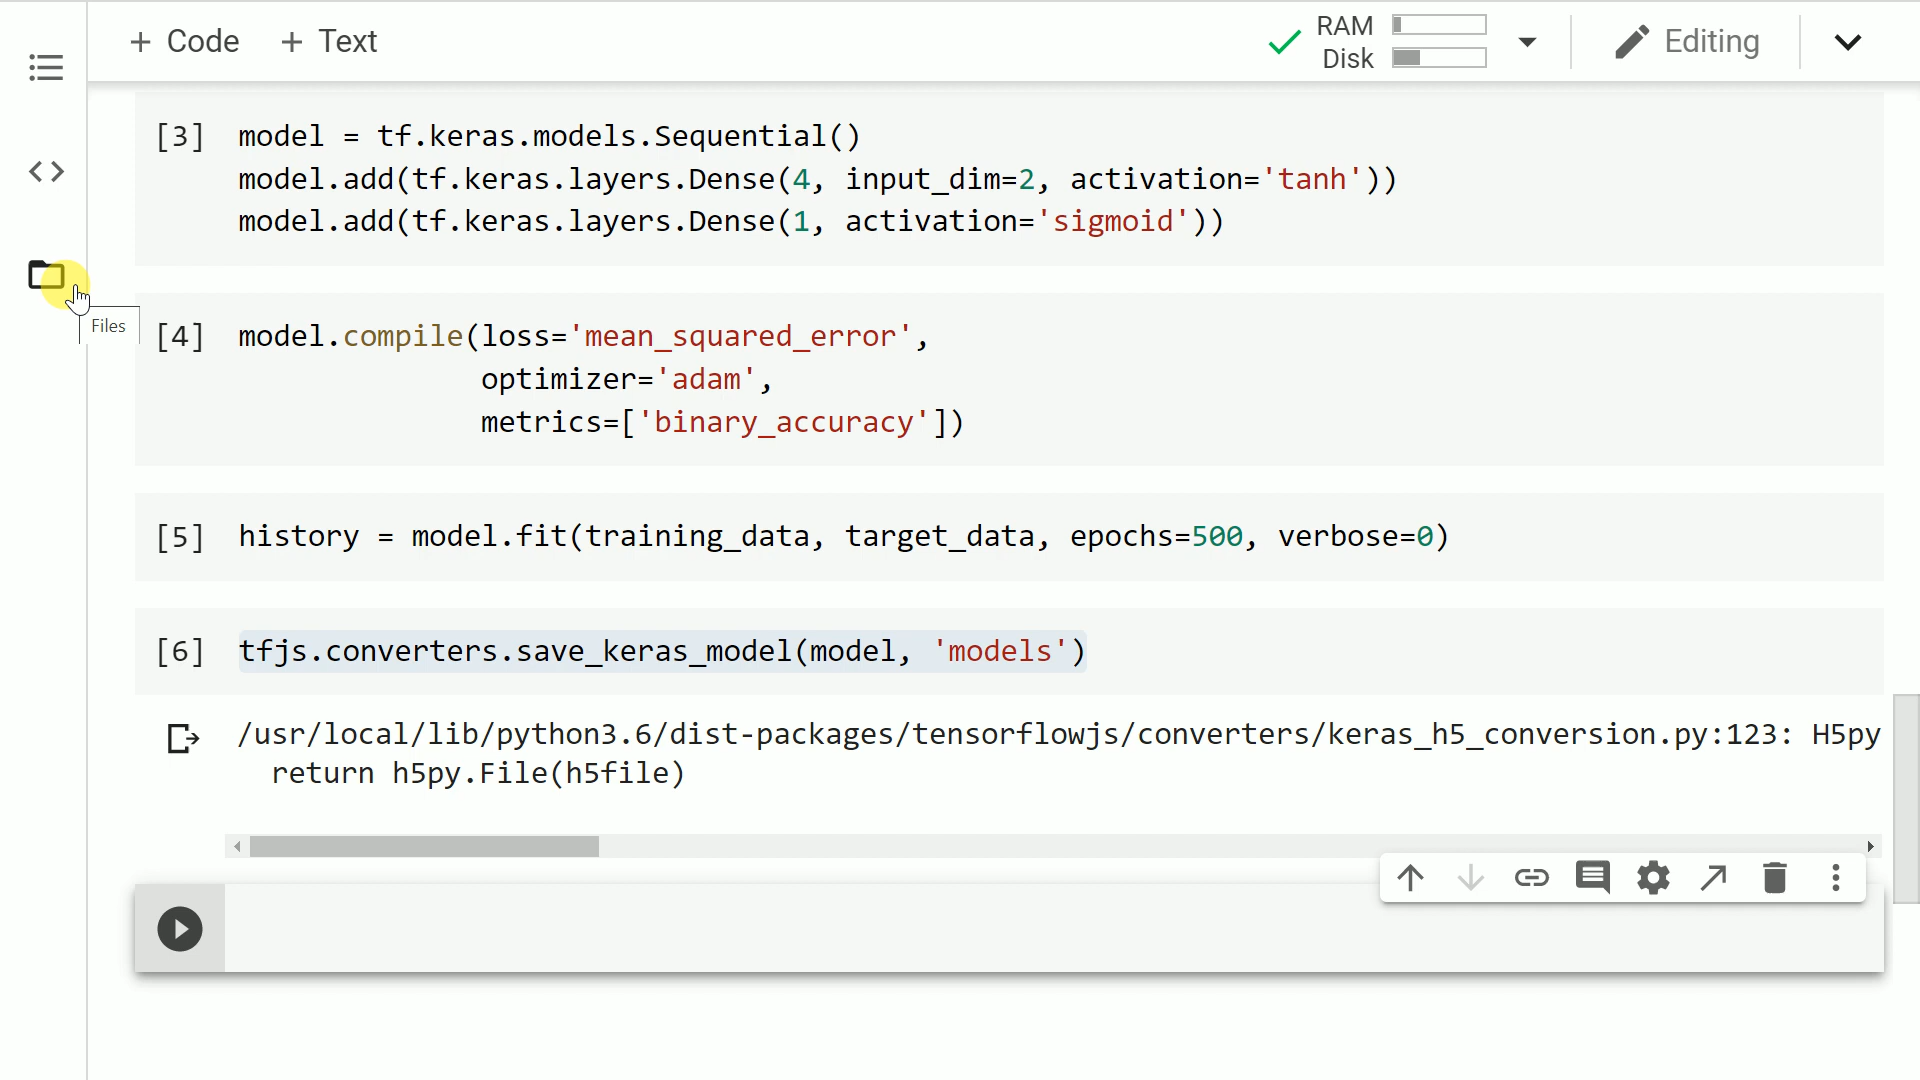 + Code + Text
RAM
Disk
Editing
[3] model = tf.keras.models.Sequential()
model.add(tf.keras.layers.Dense(4, input_dim=2, activation='tanh'))
model.add(tf.keras.layers.Dense(1, activation='sigmoid'))
Files
[4] model.compile(loss='mean_squared_error',
optimizer='adam',
metrics=['binary_accuracy'])
[5] history = model.fit(training_data, target_data, epochs=500, verbose=0)
[6] tfjs.converters.save_keras_model(model, 'models')
/usr/local/lib/python3.6/dist-packages/tensorflowjs/converters/keras_h5_conversion.py:123: H5py
return h5py.File(h5file)